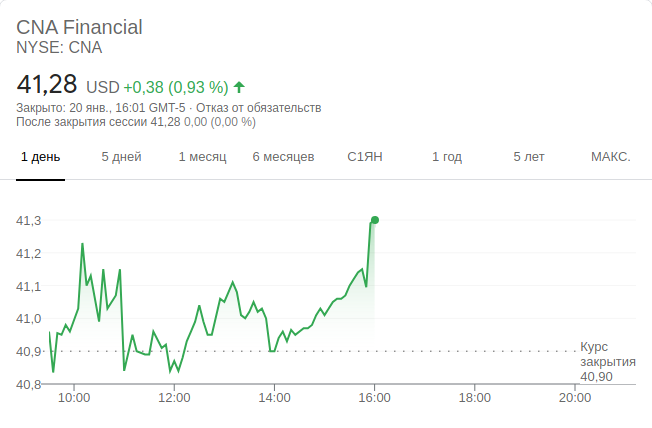 CNA Financial
NYSE: CNA
41,28 USD +0,38 (0,93 %)
Закрыто: 20 янв., 16:01 GMT-5 · Отказ от обязательств
После закрытия сессии 41,28 0,00 (0,00 %)
1 день 5 дней 1 месяц 6 месяцев С1ЯН 1 год 5 лет МАКС.
41,3
41,2
41,1
41,0
40,9
40,8
Курс
закрытия
40,90
10:00 12:00 14:00 16:00 18:00 20:00